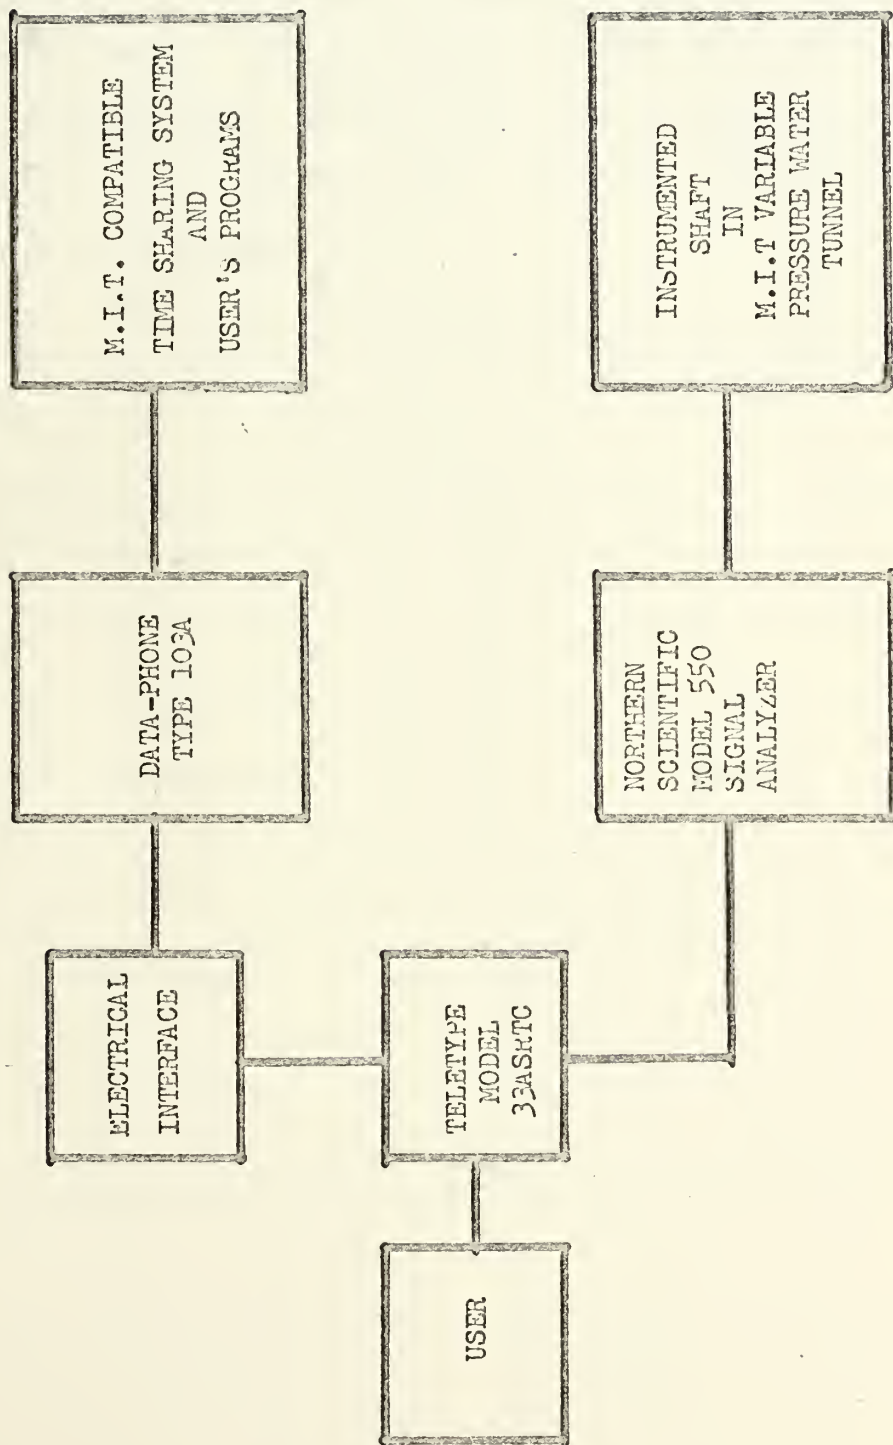 M.I.T. COMPATIBLE
TIME SHARING SYSTEM
AND
USER'S PROGRAMS
DATA-PHONE
TYPE 103A
ELECTRICAL
INTERFACE
TELETYPE
MODEL
33ASRTC
USER
NORTHERN
SCIENTIFIC
MODEL 550
SIGNAL
ANALYZER
INSTRUMENTED
SHAFT
IN
M.I.T VARIABLE
PRESSURE WATER
TUNNEL